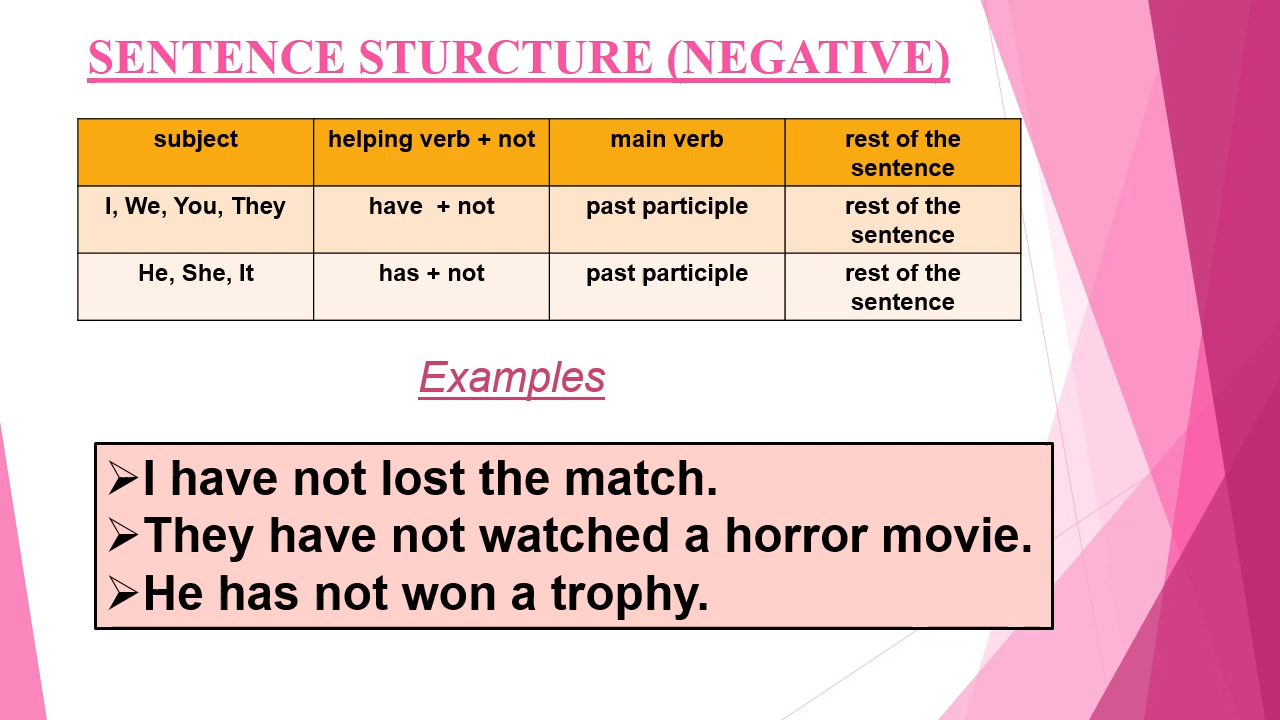 SENTENCE STURCTURE (NEGATIVE)
subject helping verb + not main verb rest of the
sentence
I, We, You, They have + not past participle rest of the
sentence
He, She, It has + not past participle rest of the
sentence
Examples
➢I have not lost the match.
➢They have not watched a horror movie.
➢He has not won a trophy.